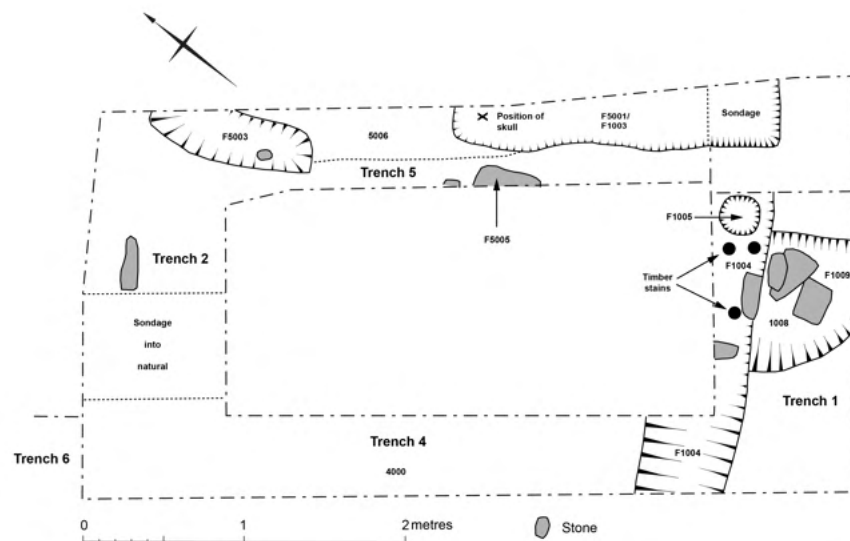 F5003
5006
Position of
skull
F5001/
F1003
Sondage
Trench 5
F5005
F1005
Trench 2
Timber
stains
F1004
F1009
1008
Sondage
into
natural
Trench 1
Trench 4
Trench 6
4000
F1004
0
1
2 metres
Stone